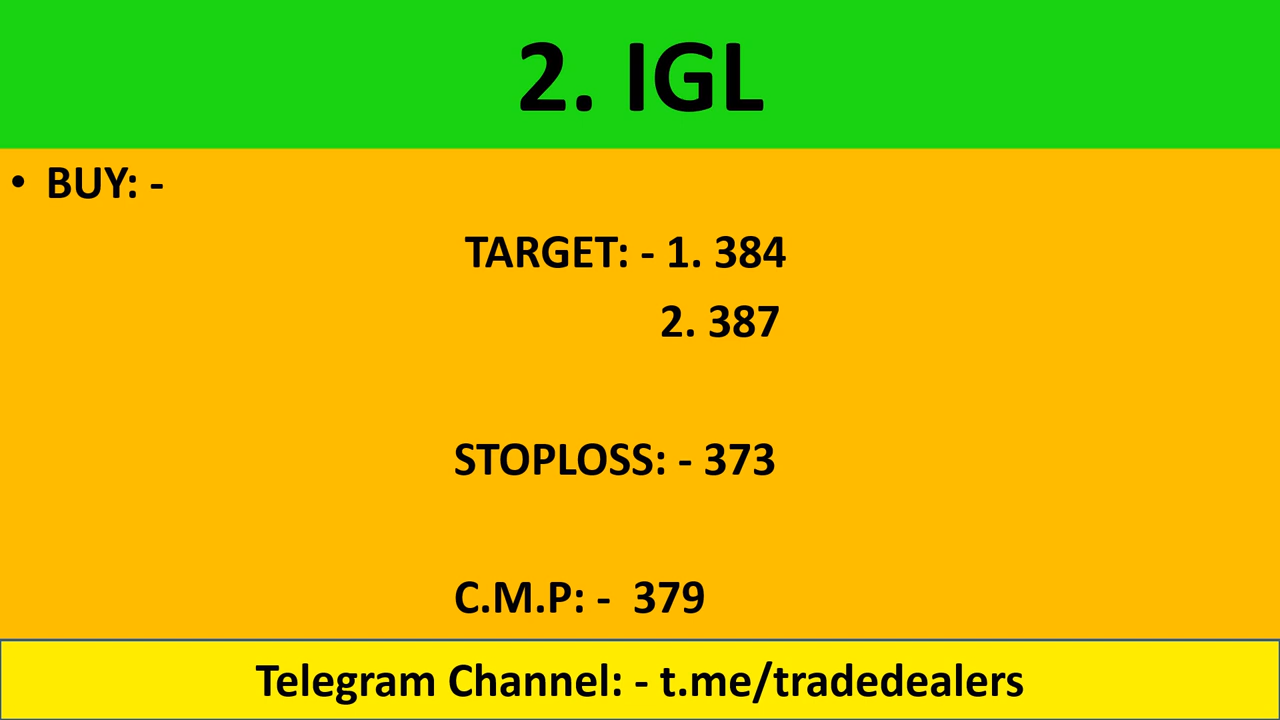 2. IGL
• BUY: -
TARGET: - 1. 384
2. 387
STOPLOSS: - 373
C.M.P: -  379
Telegram Channel: - t.me/tradedealers